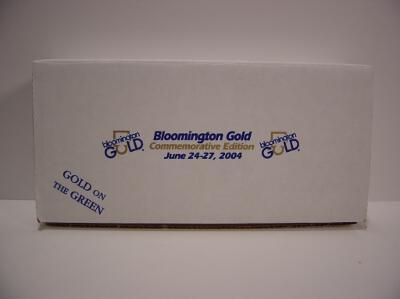 bloomington
GOLD
Bloomington Gold
Commemorative Edition
June 24-27, 2004
bloomington
GOLD
GOLD ON
THE GREEN